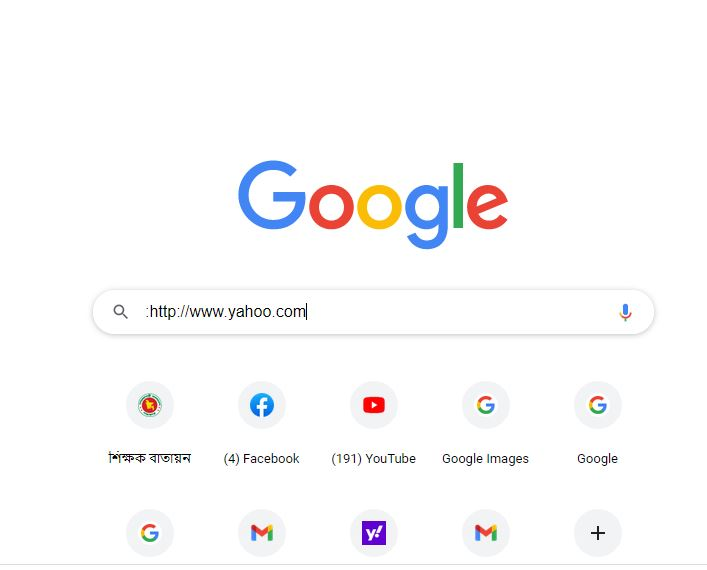 Google
:http://www.yahoo.com
শিক্ষক বাতায়ন (4) Facebook (191) YouTube Google Images Google